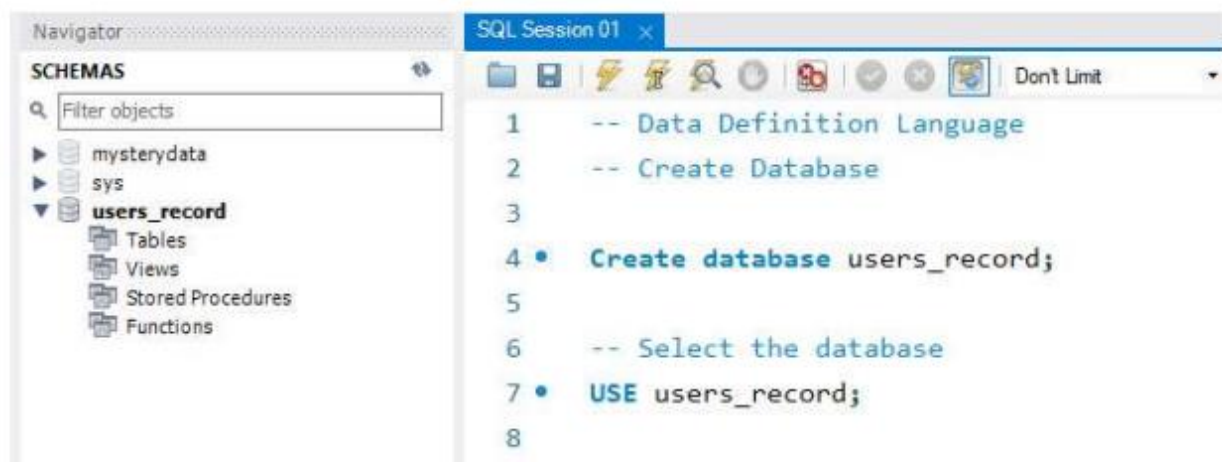 Navigator
SCHEMAS
Filter objects
mysterydata
sys
users_record
Tables
Views
Stored Procedures
Functions
SQL Session 01
Don't Limit
1 -- Data Definition Language
2 -- Create Database
3
4 Create database users_record;
5
6 -- Select the database
7 USE users_record;
8